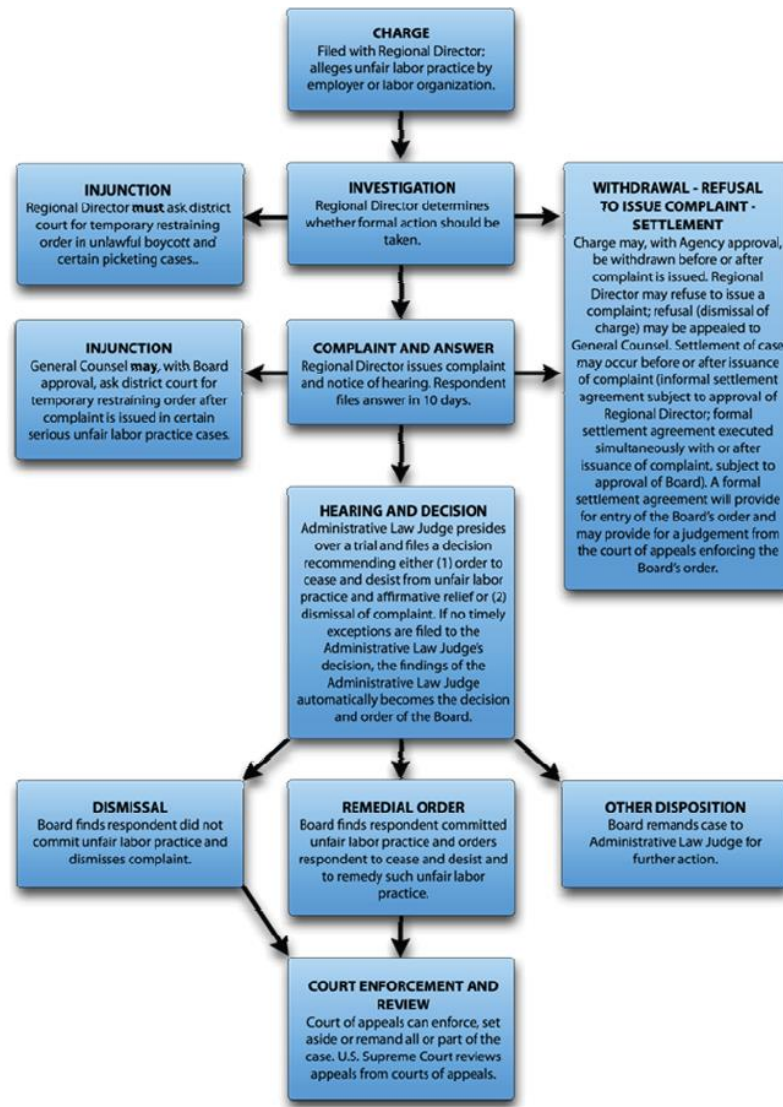 CHARGE
Filed with Regional Director;
alleges unfair labor practice by
employer or labor organization.
INJUNCTION
Regional Director must ask district
court for temporary restraining
order in unlawful boycott and
certain picketing cases..
INVESTIGATION
Regional Director determines
whether formal action should be
taken.
WITHDRAWAL - REFUSAL
TO ISSUE COMPLAINT -
SETTLEMENT
Charge may, with Agency approval,
be withdrawn before or after
complaint is issued. Regional
Director may refuse to issue a
complaint; refusal (dismissal of
charge) may be appealed to
General Counsel. Settlement of case
may occur before or after issuance
of complaint (informal settlement
agreement subject to approval of
Regional Director; formal
settlement agreement executed
simultaneously with or after
issuance of complaint, subject to
approval of Board). A formal
settlement agreement will provide
for entry of the Board's order and
may provide for a judgement from
the court of appeals enforcing the
Board's order.
INJUNCTION
General Counsel may, with Board
approval, ask district court for
temporary restraining order after
complaint is issued in certain
serious unfair labor practice cases.
COMPLAINT AND ANSWER
Regional Director issues complaint
and notice of hearing. Respondent
files answer in 10 days.
HEARING AND DECISION
Administrative Law Judge presides
over a trial and files a decision
recommending either (1) order to
cease and desist from unfair labor
practice and affirmative relief or (2)
dismissal of complaint. If no timely
exceptions are filed to the
Administrative Law Judge's
decision, the findings of the
Administrative Law Judge
automatically becomes the decision
and order of the Board.
DISMISSAL
Board finds respondent did not
commit unfair labor practice and
dismisses complaint.
REMEDIAL ORDER
Board finds respondent committed
unfair labor practice and orders
respondent to cease and desist and
to remedy such unfair labor
practice.
OTHER DISPOSITION
Board remands case to
Administrative Law Judge for
further action.
COURT ENFORCEMENT AND
REVIEW
Court of appeals can enforce, set
aside or remand all or part of the
case. U.S. Supreme Court reviews
appeals from courts of appeals.